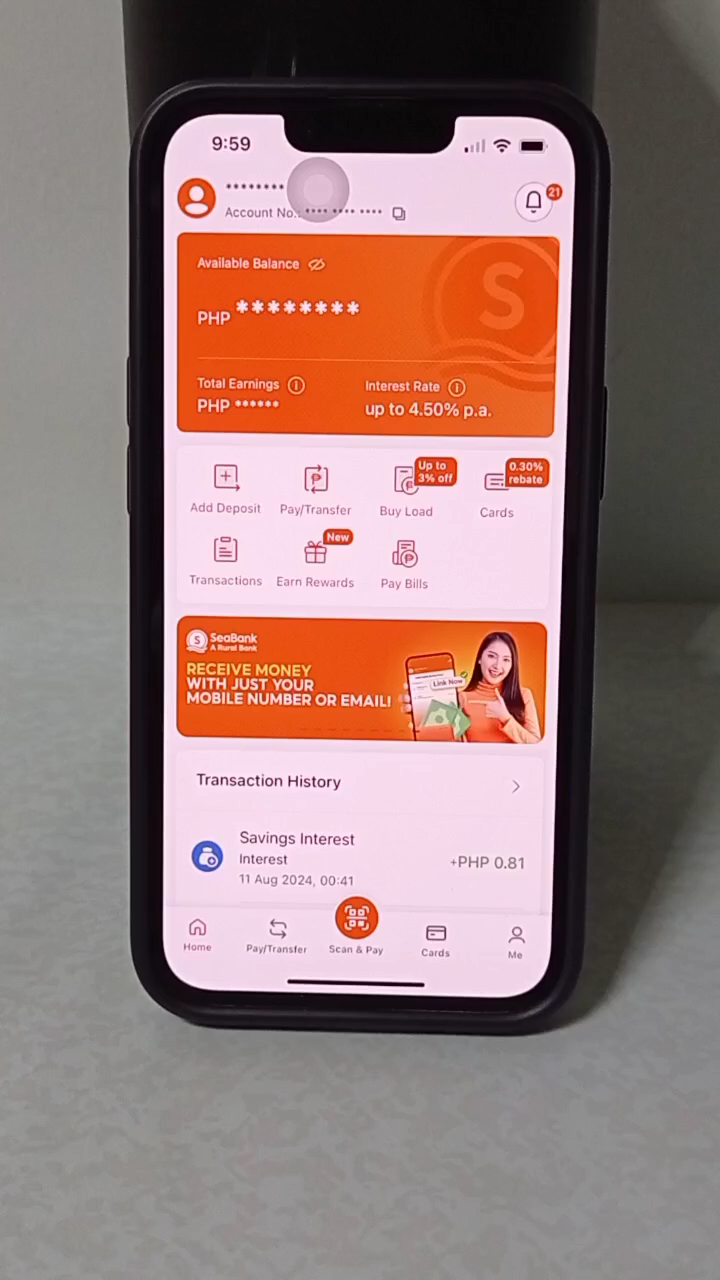 9:59
********
Account No.: **** **** ****
21
Available Balance
PHP ********
Total Earnings
PHP ******
Interest Rate
up to 4.50% p.a.
Add Deposit
Pay/Transfer
Up to
3% off
Buy Load
0.30%
rebate
Cards
Transactions
New
Earn Rewards
Pay Bills
S SeaBank
A Rural Bank
RECEIVE MONEY
WITH JUST YOUR
MOBILE NUMBER OR EMAIL!
Link Now
Transaction History
Savings Interest
Interest
11 Aug 2024, 00:41
+PHP 0.81
Home
Pay/Transfer
Scan & Pay
Cards
Me